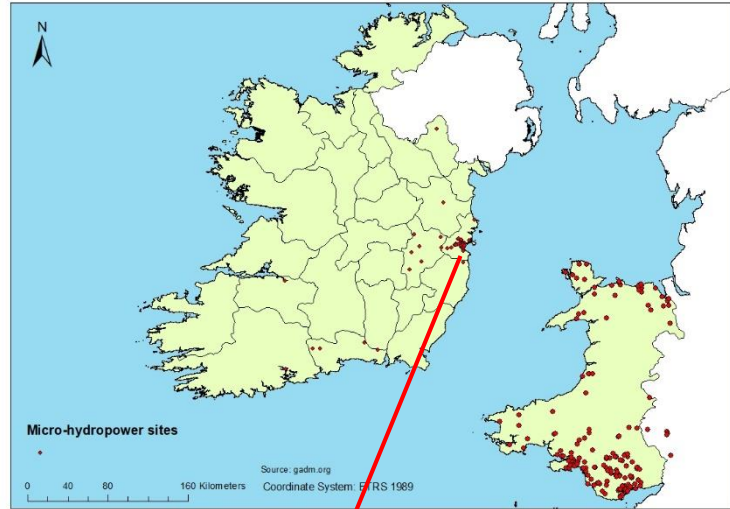 N
Micro-hydropower sites
Source: gadm.org
0 40 80 160 Kilometers
Coordinate System: ETRS 1989